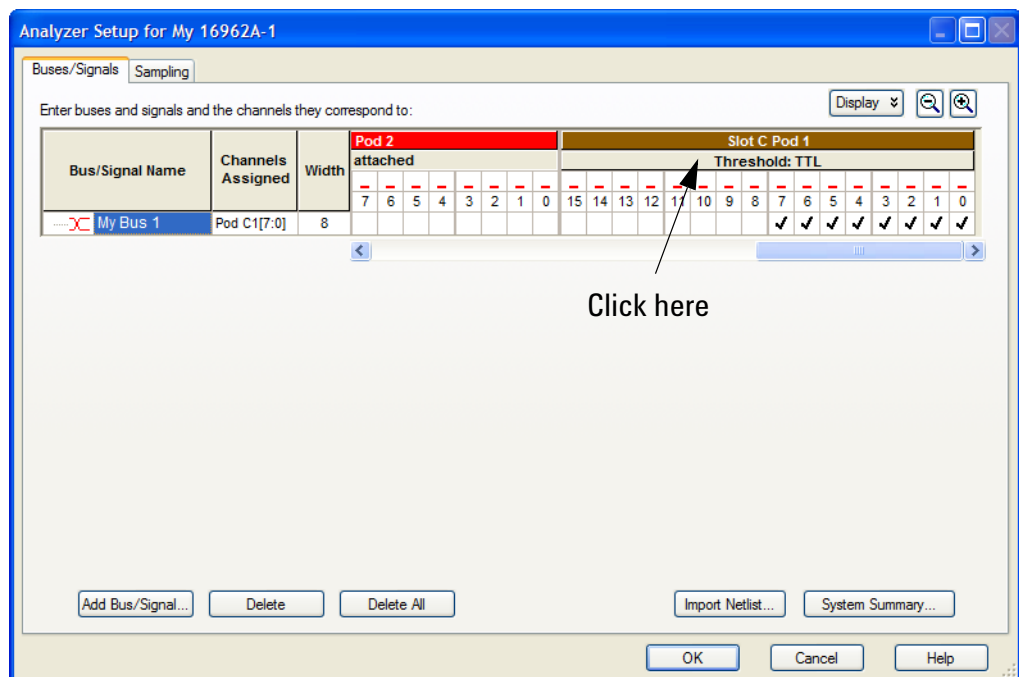 Analyzer Setup for My 16962A-1
Buses/Signals Sampling
Enter buses and signals and the channels they correspond to:
Display
Bus/Signal Name Channels Assigned Width Pod 2 Slot C Pod 1
attached Threshold: TTL
7 6 5 4 3 2 1 0 15 14 13 12 11 10 9 8 7 6 5 4 3 2 1 0
My Bus 1 Pod C1[7:0] 8
Click here
Add Bus/Signal... Delete Delete All Import Netlist... System Summary...
OK Cancel Help